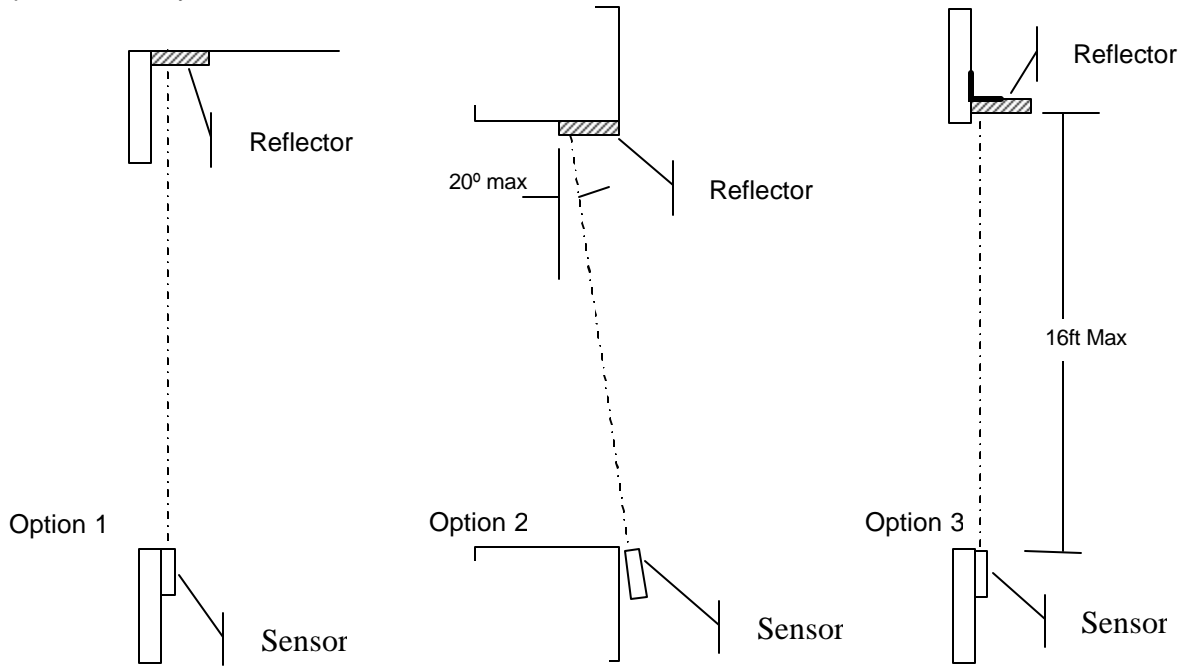 Reflector
Reflector
20º max
Reflector
16ft Max
Option 1
Option 2
Option 3
Sensor
Sensor
Sensor